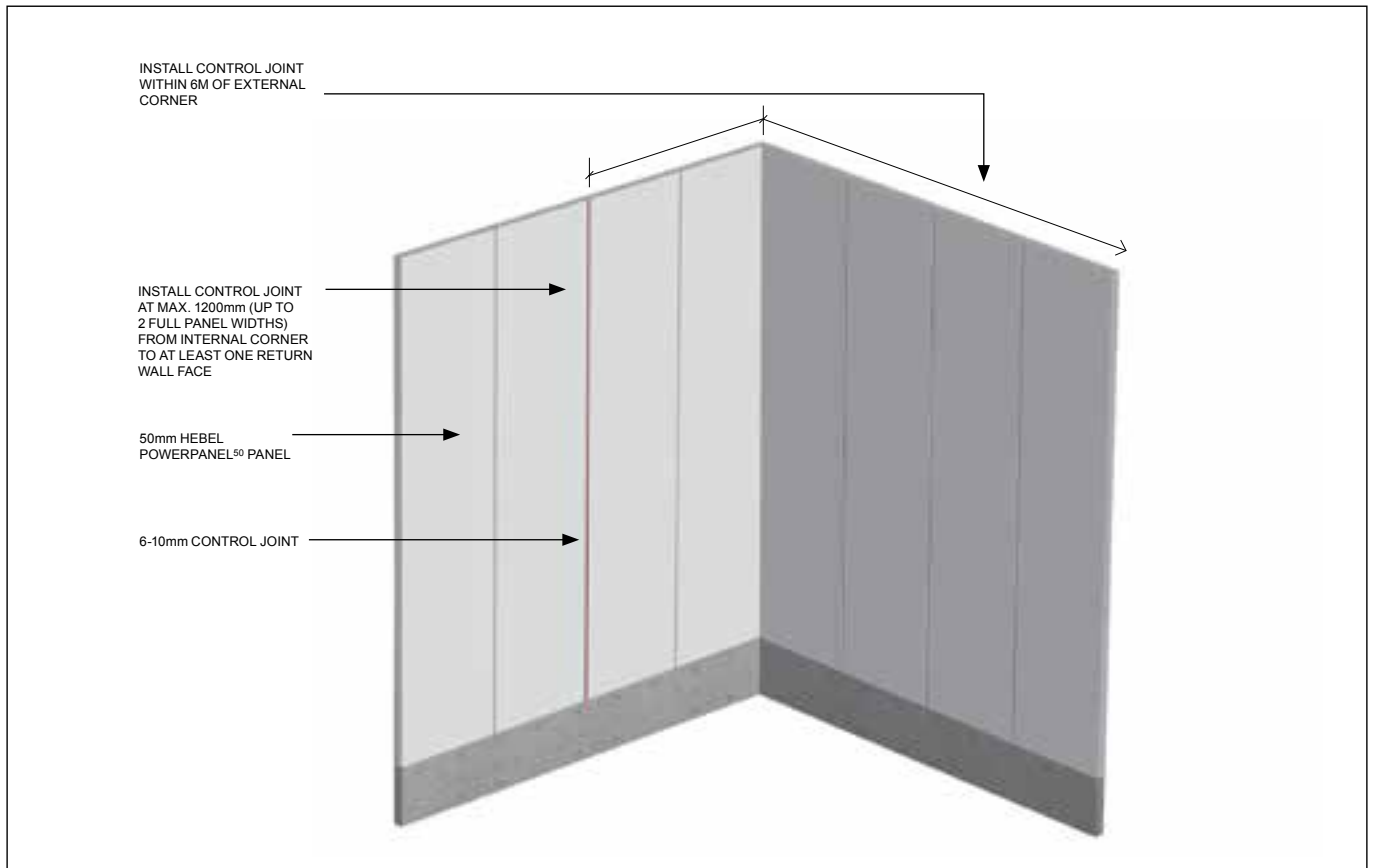 INSTALL CONTROL JOINT
WITHIN 6M OF EXTERNAL
CORNER
INSTALL CONTROL JOINT
AT MAX. 1200mm (UP TO
2 FULL PANEL WIDTHS)
FROM INTERNAL CORNER
TO AT LEAST ONE RETURN
WALL FACE
50mm HEBEL
POWERPANEL⁵⁰ PANEL
6-10mm CONTROL JOINT